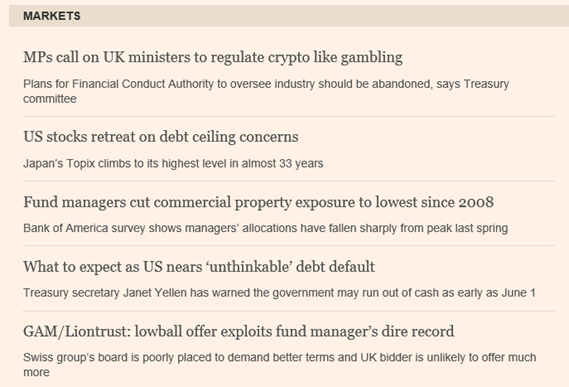 MARKETS
MPs call on UK ministers to regulate crypto like gambling
Plans for Financial Conduct Authority to oversee industry should be abandoned, says Treasury
committee
US stocks retreat on debt ceiling concerns
Japan’s Topix climbs to its highest level in almost 33 years
Fund managers cut commercial property exposure to lowest since 2008
Bank of America survey shows managers’ allocations have fallen sharply from peak last spring
What to expect as US nears ‘unthinkable’ debt default
Treasury secretary Janet Yellen has warned the government may run out of cash as early as June 1
GAM/Liontrust: lowball offer exploits fund manager’s dire record
Swiss group’s board is poorly placed to demand better terms and UK bidder is unlikely to offer much
more